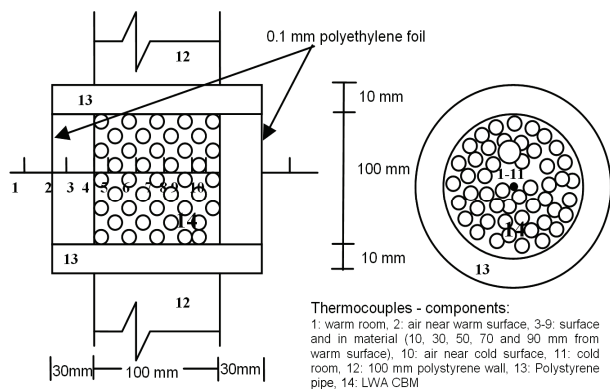 12
0.1 mm polyethylene foil
13
10 mm
100 mm
10 mm
1 2 3 4 5 6 7 8 9 10
1-11
14
14
13
13
12
30mm 100 mm 30mm
Thermocouples - components:
1: warm room, 2: air near warm surface, 3-9: surface
and in material (10, 30, 50, 70 and 90 mm from
warm surface), 10: air near cold surface, 11: cold
room, 12: 100 mm polystyrene wall, 13: Polystyrene
pipe, 14: LWA CBM